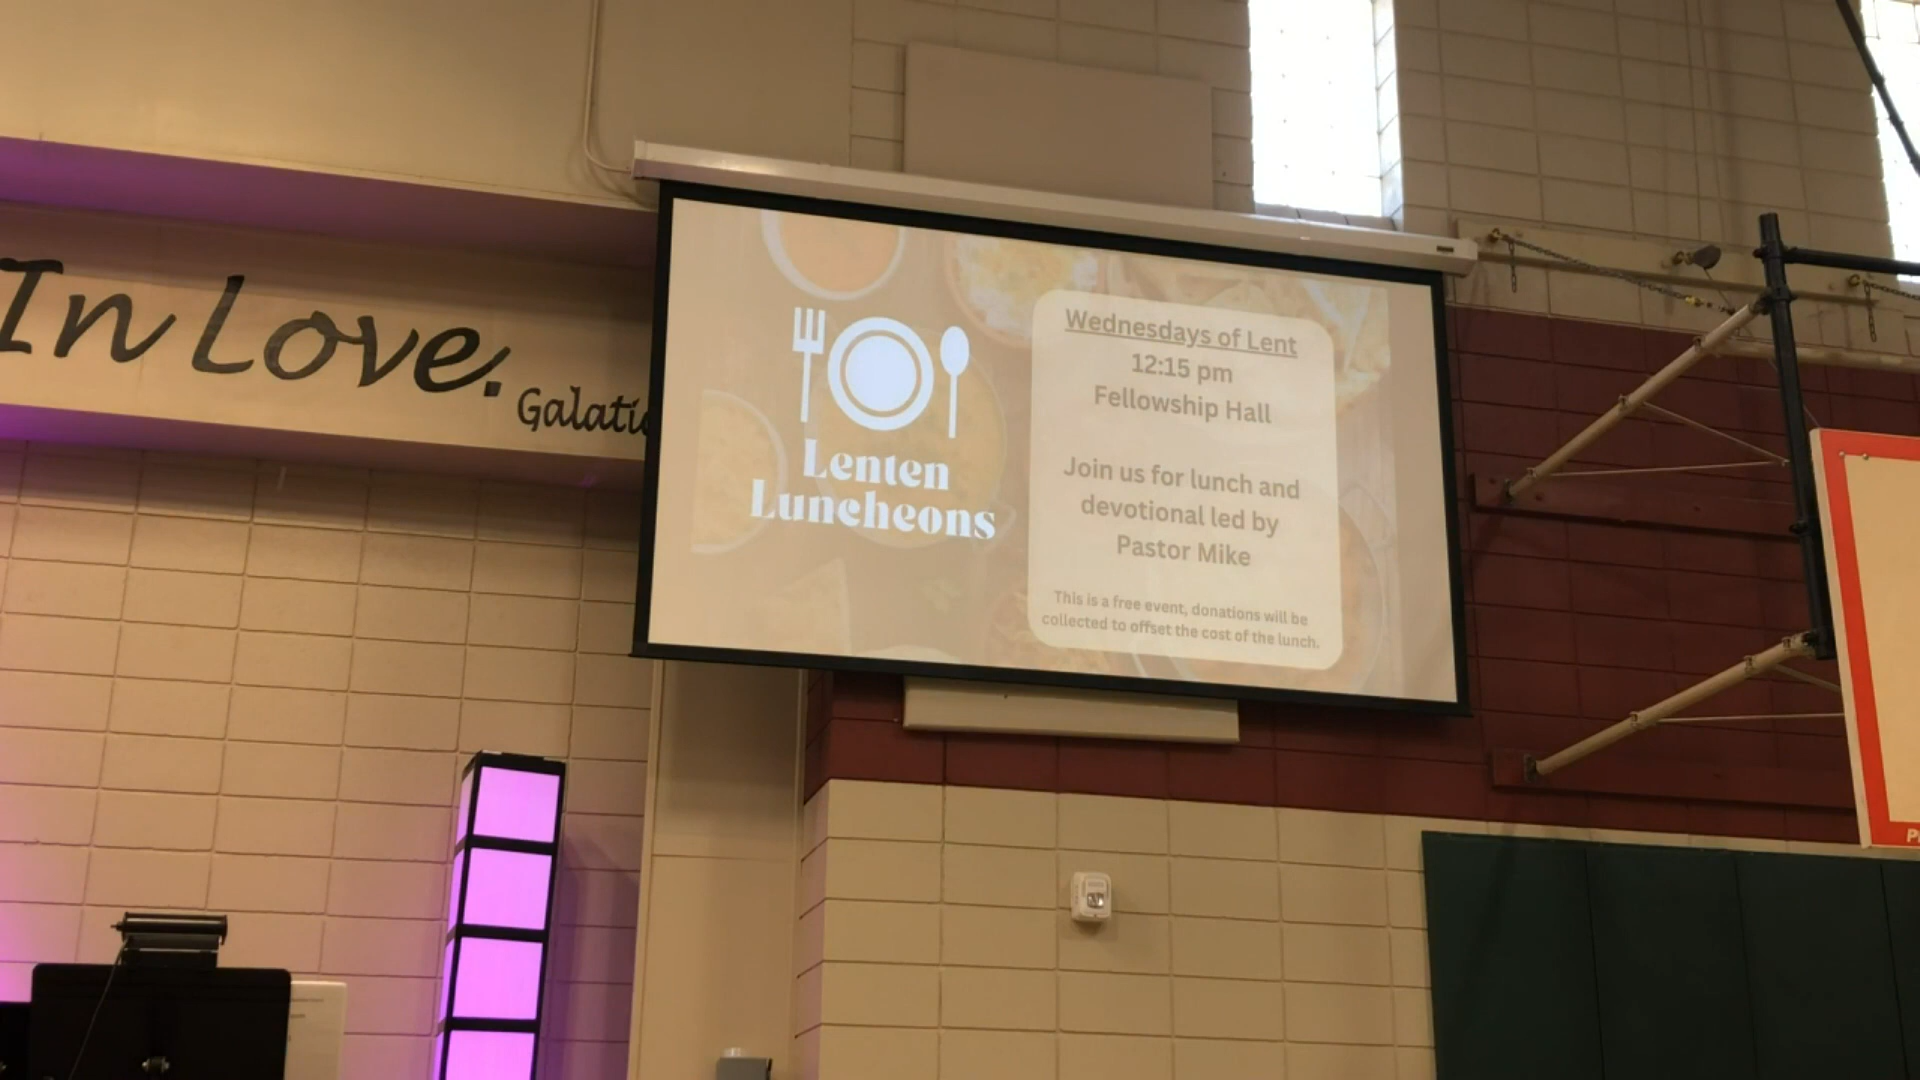 In Love.
Lenten
Luncheons
Wednesdays of Lent
12:15 pm
Fellowship Hall
Join us for lunch and
devotional led by
Pastor Mike
This is a free event, donations will be
collected to offset the cost of the lunch.